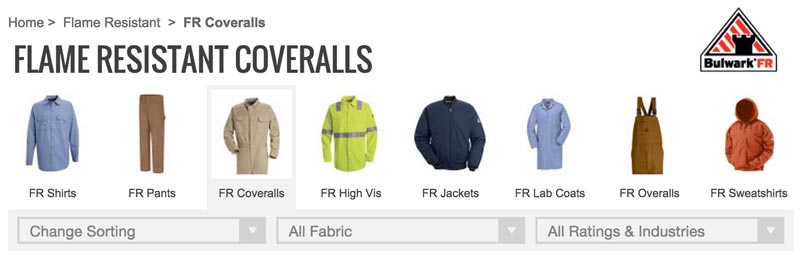 Home > Flame Resistant > FR Coveralls
FLAME RESISTANT COVERALLS
Bulwark FR
FR Shirts FR Pants FR Coveralls FR High Vis FR Jackets FR Lab Coats FR Overalls FR Sweatshirts
Change Sorting All Fabric All Ratings & Industries